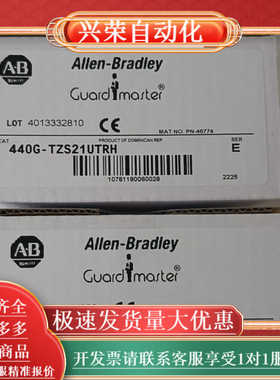 兴荣自动化
A·B
Allen-Bradley
Guardmaster
LOT 4013332810
CE
MAT NO. PN-46774
CAT
PRODUCT OF DOMINICAN REP
SER
440G-TZS21UTRH
E
10761190060028
2225
A·B
Allen-Bradley
Guardmaster
极速发货量大优惠
开发票请联系客服享受1对1服